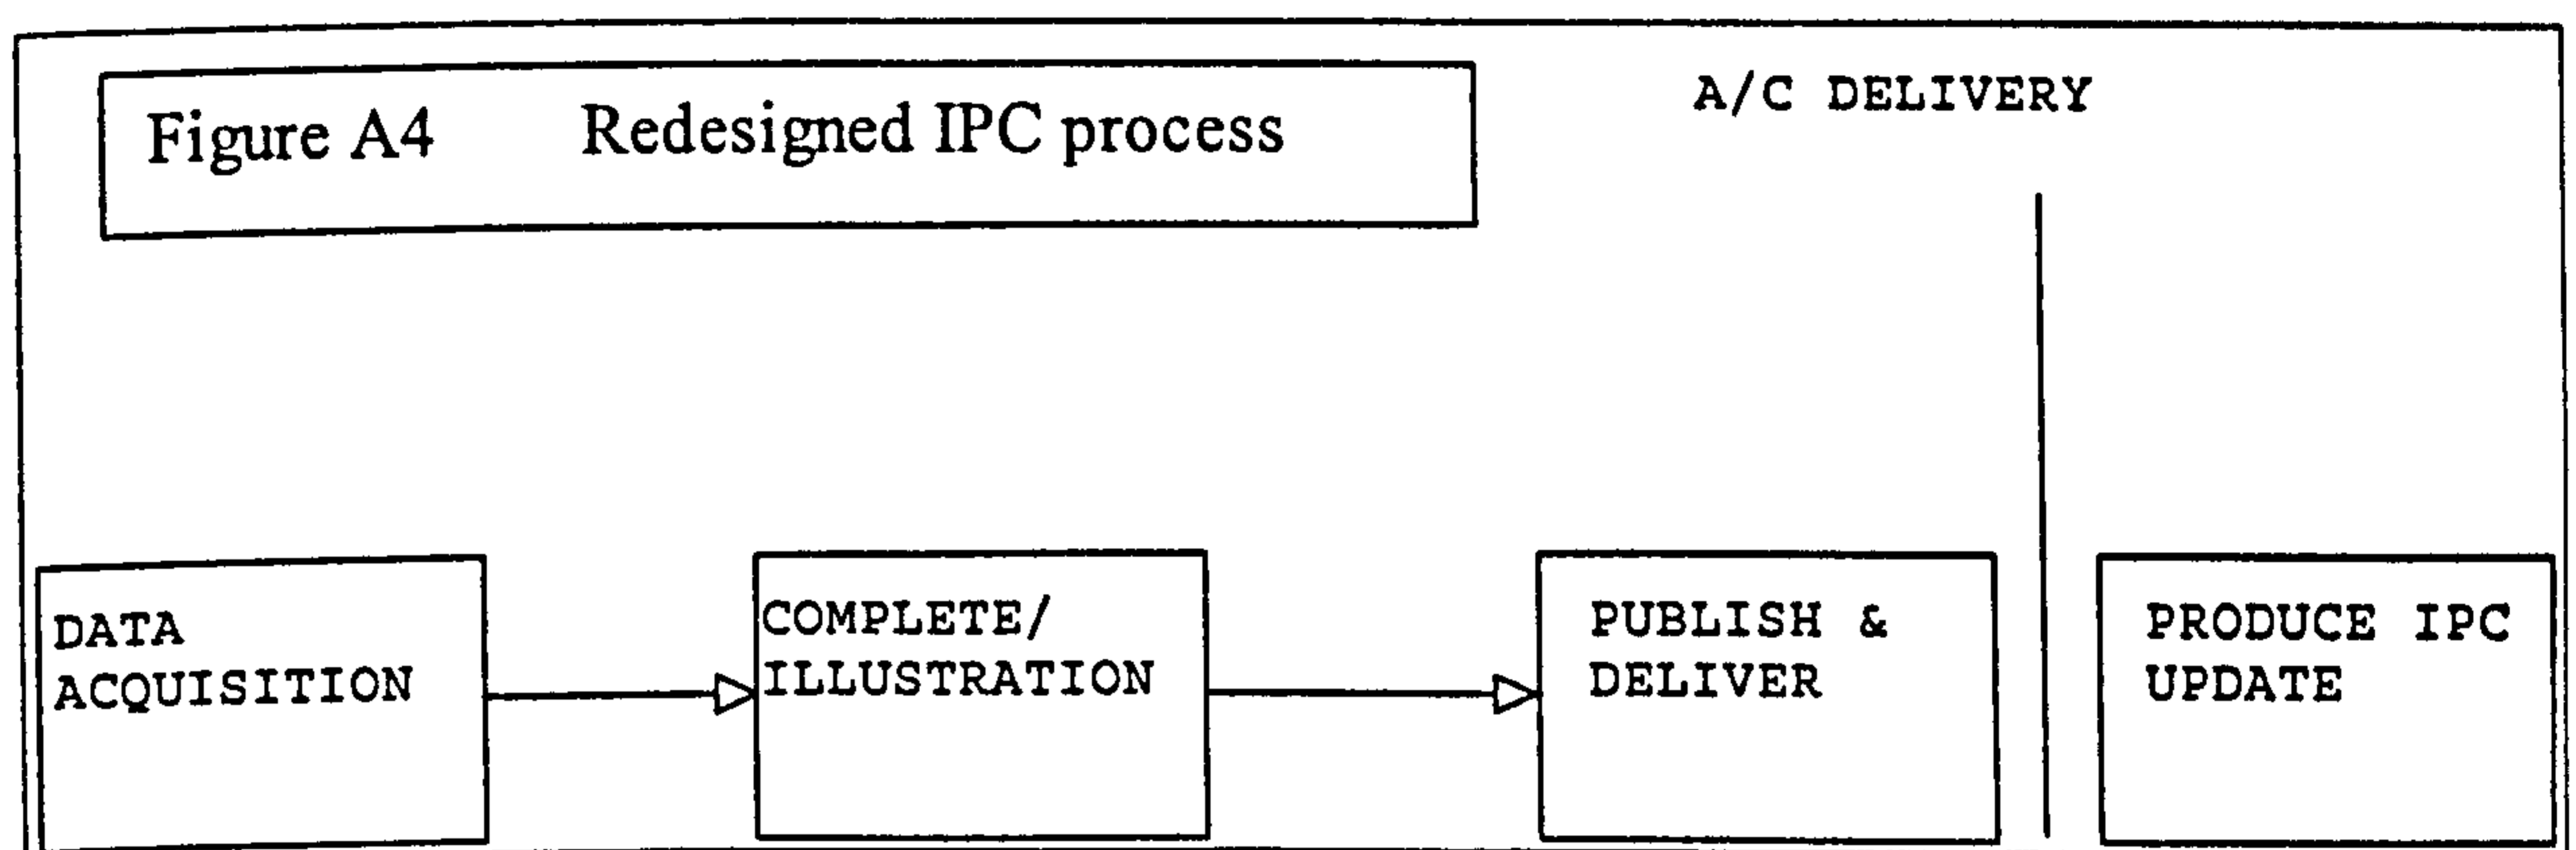 Figure A4 Redesigned IPC process
A/C DELIVERY
DATA
ACQUISITION
COMPLETE/
ILLUSTRATION
PUBLISH &
DELIVER
PRODUCE IPC
UPDATE